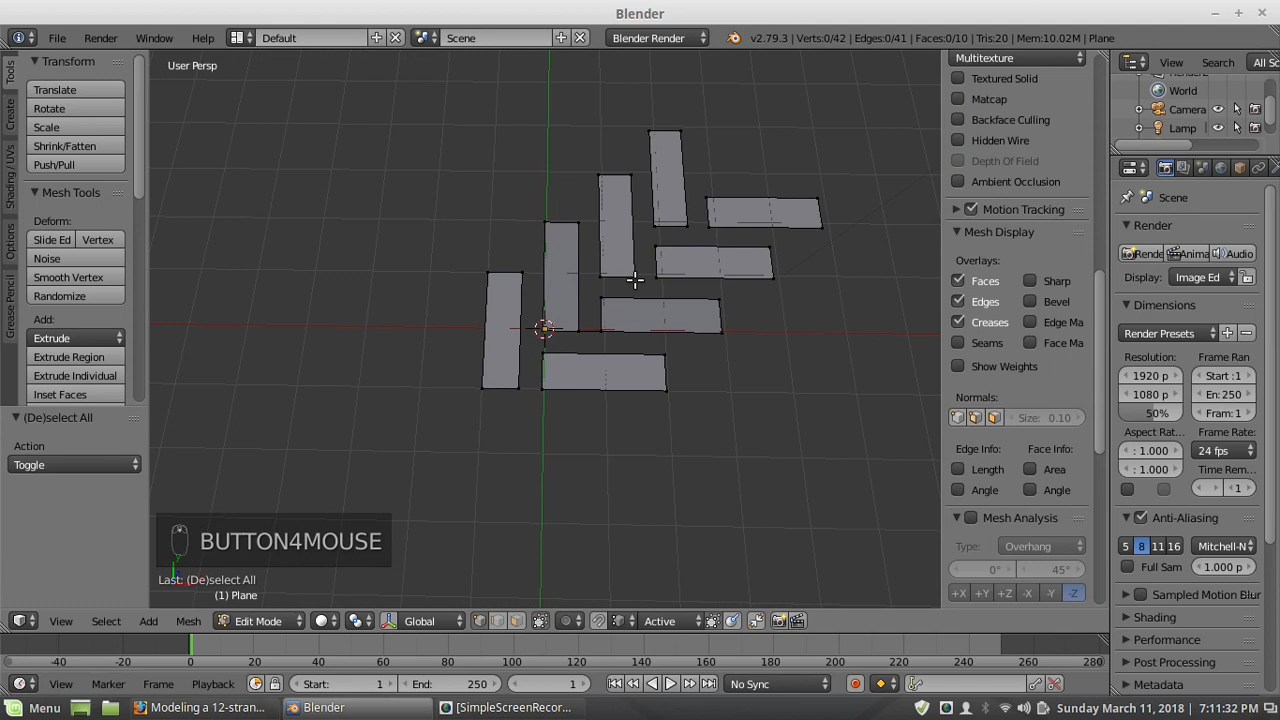 Blender
File Render Window Help Default Scene Blender Render v2.79.3 | Verts:0/42 | Edges:0/41 | Faces:0/10 | Tris:20 | Mem:10.02M | Plane
Tools
Create
Shading / UVs
Options
Grease Pencil
Transform
Translate
Rotate
Scale
Shrink/Fatten
Push/Pull
Mesh Tools
Deform:
Slide Ed Vertex
Noise
Smooth Vertex
Randomize
Add:
Extrude
Extrude Region
Extrude Individual
Inset Faces
(De)select All
Action
Toggle
User Persp
BUTTON4MOUSE
Last: (De)select All
(1) Plane
Multitexture
Textured Solid
Matcap
Backface Culling
Hidden Wire
Depth Of Field
Ambient Occlusion
Motion Tracking
Mesh Display
Overlays:
Faces Sharp
Edges Bevel
Creases Edge Ma
Seams Face Ma
Show Weights
Normals:
Size: 0.10
Edge Info: Face Info:
Length Area
Angle Angle
Mesh Analysis
Type: Overhang
0° 45°
+X +Y +Z -X -Y -Z
View Search All Sc
World
Camera
Lamp
Scene
Render
Rende Anima Audio
Display: Image Ed
Dimensions
Render Presets
Resolution: Frame Ran
1920 p Start :1
1080 p En: 250
50% Fram: 1
Aspect Rat... Frame Rate:
: 1.000 24 fps
: 1.000 Time Rem...
1
Anti-Aliasing
5 8 11 16 Mitchell-N
Full Sam 1.000 p
Sampled Motion Blur
Shading
Performance
Post Processing
Metadata
View Select Add Mesh Edit Mode Global Active
-40 -20 0 20 40 60 80 100 120 140 160 180 200 220 240 260 280
View Marker Frame Playback Start: 1 End: 250 1 No Sync
Menu Modeling a 12-stran... Blender [SimpleScreenRecor... Sunday March 11, 2018 7:11:32 PM